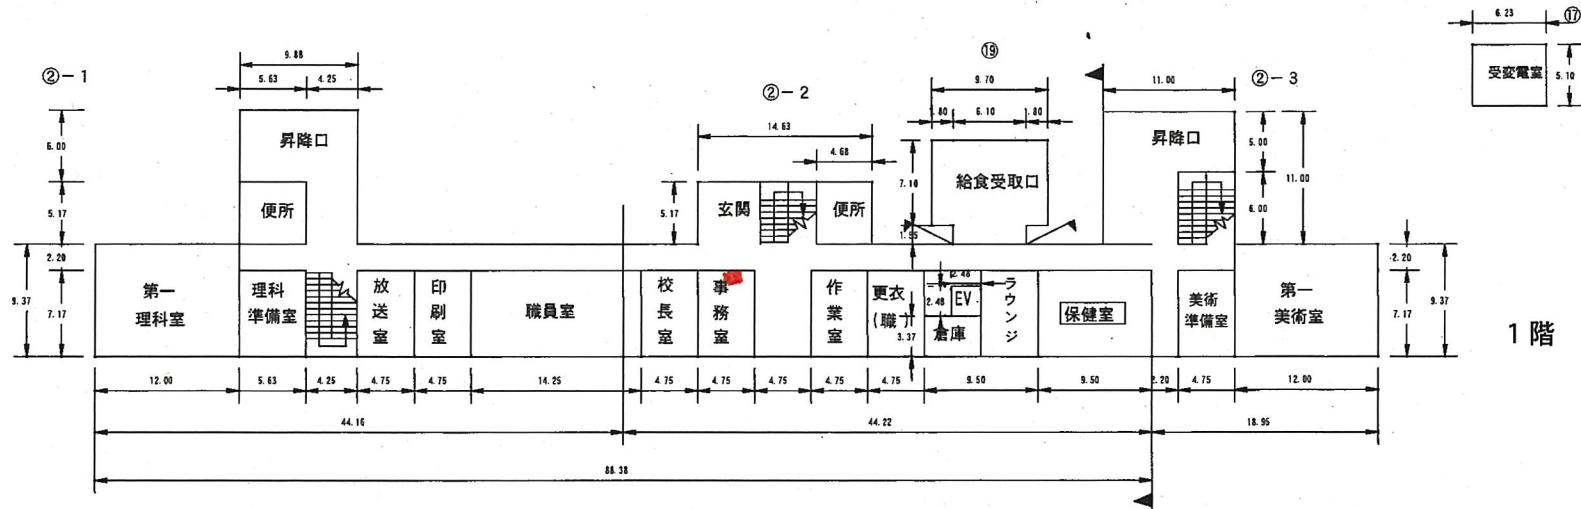 6.23
⑰
9.88
⑲
②-1
5.63
4.25
9.70
11.00
②-3
受変電室
5.10
②-2
14.63
1.80
6.10
1.80
昇降口
4.68
昇降口
6.00
7.10
5.00
11.00
給食受取口
便所
5.17
5.17
玄関
便所
6.00
1.55
2.20
2.20
9.37
7.17
第一
理科室
理科
準備室
放送室
印刷室
職員室
校長室
事務室
作業室
更衣
(職)
2.48
2.48
EV
倉庫
3.37
ラウンジ
保健室
美術
準備室
第一
美術室
7.17
9.37
1階
12.00
5.63
4.25
4.75
4.75
14.25
4.75
4.75
4.75
4.75
4.75
9.50
9.50
2.20
4.75
12.00
44.16
44.22
18.95
88.38